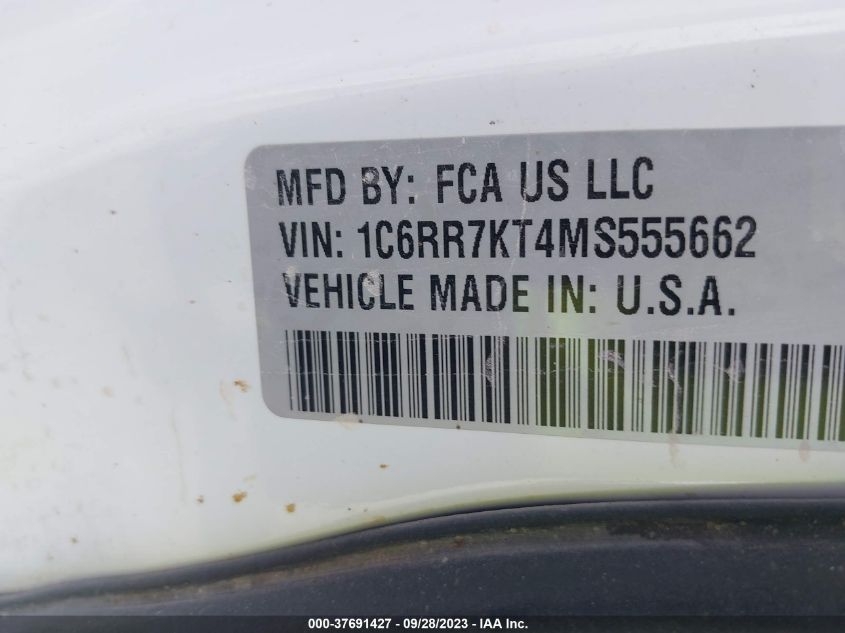 MFD BY: FCA US LLC
VIN: 1C6RR7KT4MS555662
VEHICLE MADE IN: U.S.A.
000-37691427 - 09/28/2023 - IAA Inc.